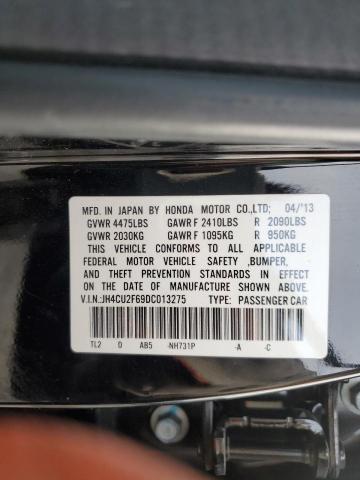 MFD. IN JAPAN BY HONDA MOTOR CO.,LTD; 04/'13
GVWR 4475LBS GAWR F 2410LBS R 2090LBS
GVWR 2030KG GAWR F 1095KG R 950KG
THIS VEHICLE CONFORMS TO ALL APPLICABLE
FEDERAL MOTOR VEHICLE SAFETY ,BUMPER,
AND THEFT PREVENTION STANDARDS IN EFFECT
ON THE DATE OF MANUFACTURE SHOWN ABOVE.
V.I.N.:JH4CU2F69DC013275 TYPE: PASSENGER CAR
TL2 D AB5 -NH731P -A -C